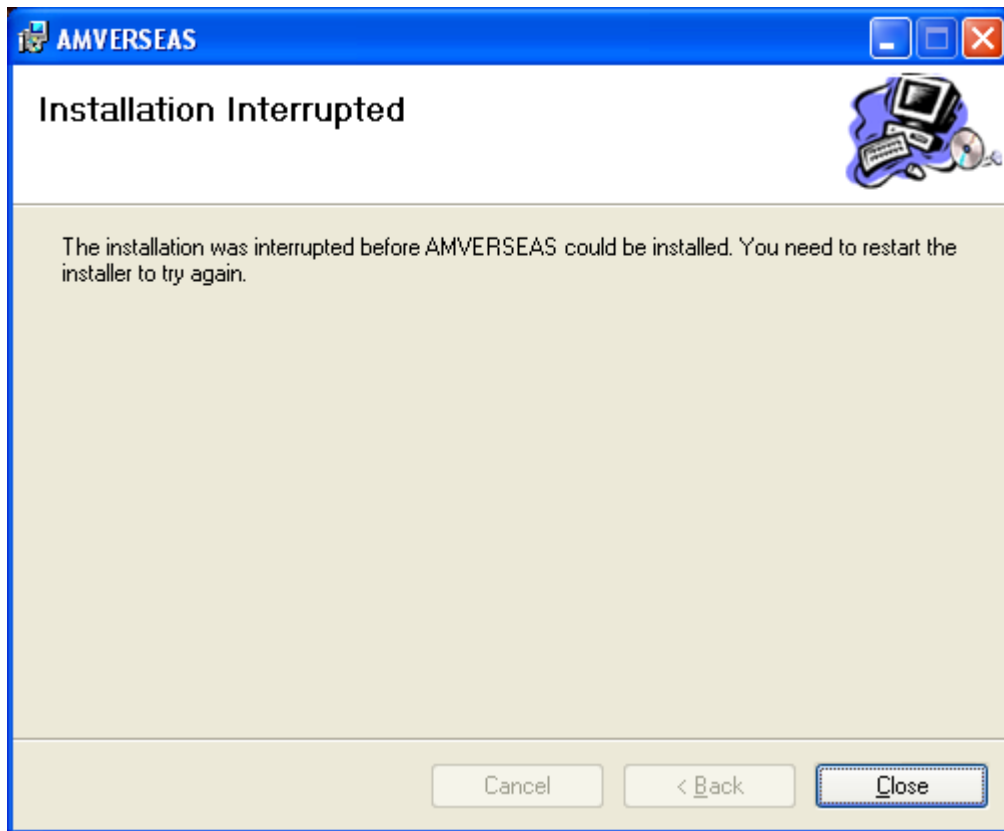 AMVERSEAS
Installation Interrupted
The installation was interrupted before AMVERSEAS could be installed. You need to restart the
installer to try again.
Cancel
< Back
Close